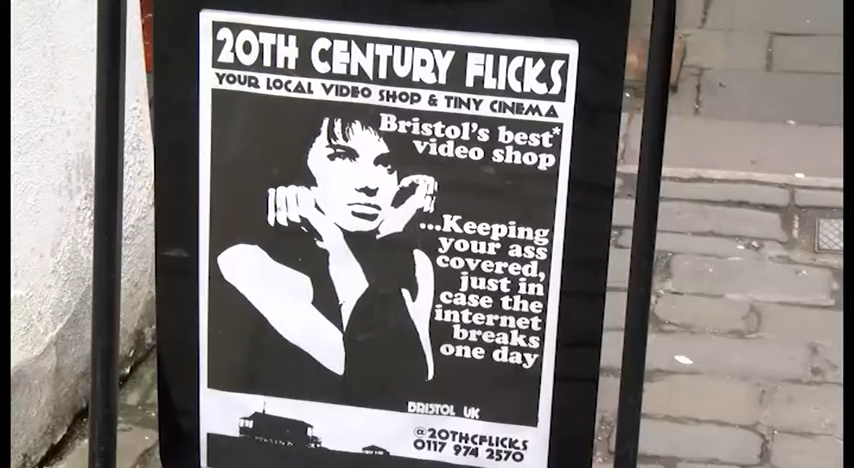 20TH CENTURY FLICKS
YOUR LOCAL VIDEO SHOP & TINY CINEMA
Bristol's best*
video shop
...Keeping
your ass
covered,
just in
case the
internet
breaks
one day
BRISTOL UK
@20THCFLICKS
0117 974 2570